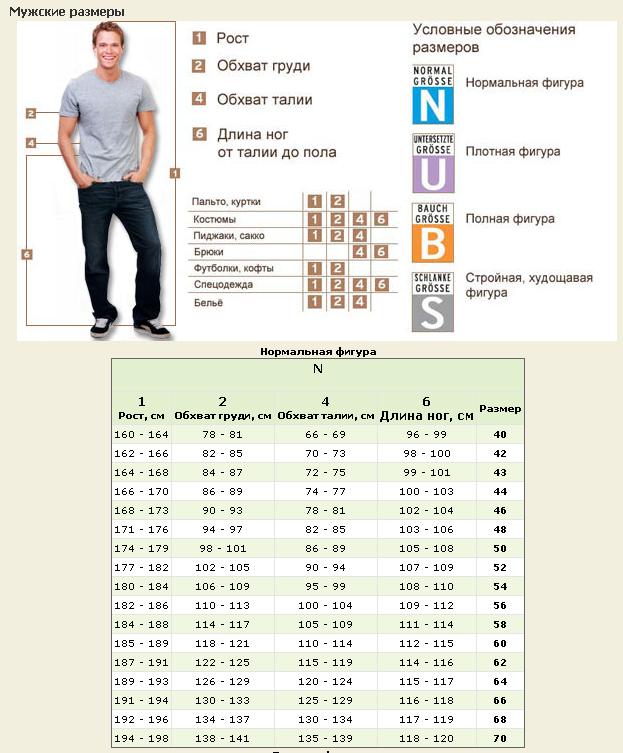 Мужские размеры
1 Рост
2 Обхват груди
4 Обхват талии
6 Длина ног
от талии до пола
2
4
1
6
Пальто, куртки 1 2
Костюмы 1 2 4 6
Пиджаки, сакко 1 2 4
Брюки 4 6
Футболки, кофты 1 2
Спецодежда 1 2 4 6
Бельё 1 2 4
Условные обозначения
размеров
NORMAL
GRÖSSE
N
Нормальная фигура
UNTERSETZTE
GRÖSSE
U
Плотная фигура
BAUCH
GRÖSSE
B
Полная фигура
SCHLANKE
GRÖSSE
S
Стройная, худощавая
фигура
Нормальная фигура
N
1 2 4 6
Рост, см Обхват груди, см Обхват талии, см Длина ног, см Размер
160 - 164 78 - 81 66 - 69 96 - 99 40
162 - 166 82 - 85 70 - 73 98 - 100 42
164 - 168 84 - 87 72 - 75 99 - 101 43
166 - 170 86 - 89 74 - 77 100 - 103 44
168 - 173 90 - 93 78 - 81 102 - 104 46
171 - 176 94 - 97 82 - 85 103 - 106 48
174 - 179 98 - 101 86 - 89 105 - 108 50
177 - 182 102 - 105 90 - 94 107 - 109 52
180 - 184 106 - 109 95 - 99 108 - 110 54
182 - 186 110 - 113 100 - 104 109 - 112 56
184 - 188 114 - 117 105 - 109 111 - 114 58
185 - 189 118 - 121 110 - 114 112 - 115 60
187 - 191 122 - 125 115 - 119 114 - 116 62
189 - 193 126 - 129 120 - 124 115 - 117 64
191 - 194 130 - 133 125 - 129 116 - 118 66
192 - 196 134 - 137 130 - 134 117 - 119 68
194 - 198 138 - 141 135 - 139 118 - 120 70